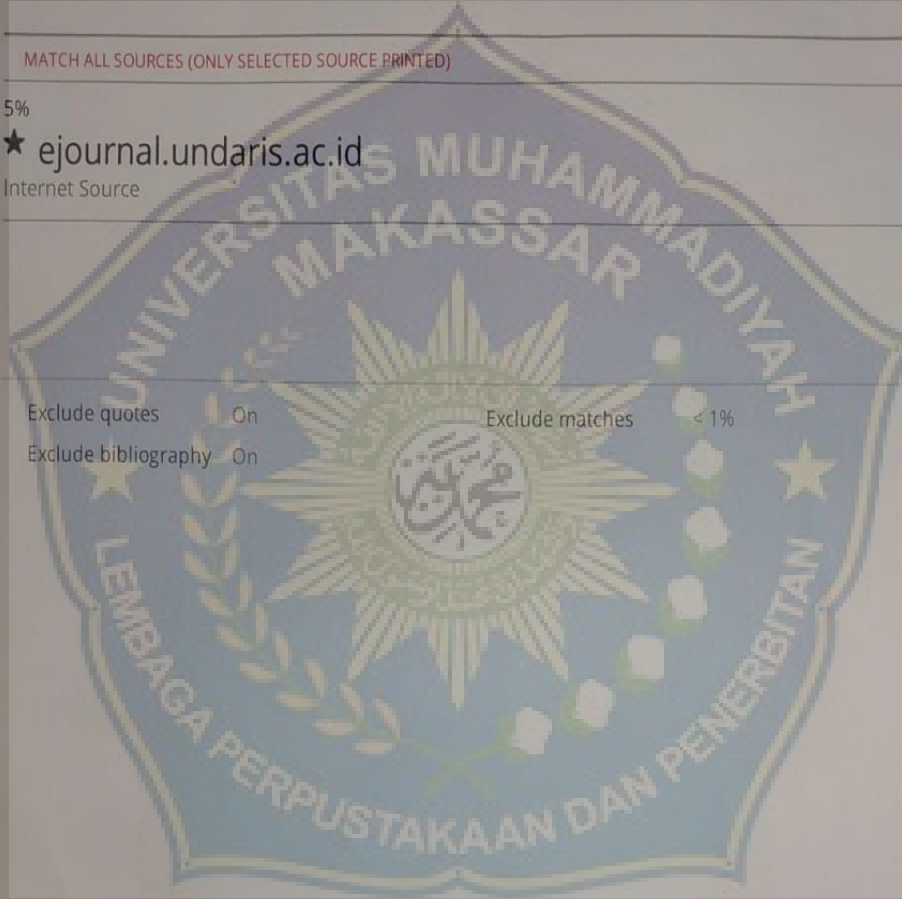 MATCH ALL SOURCES (ONLY SELECTED SOURCE PRINTED)
5%
★ ejournal.undaris.ac.id
Internet Source
UNIVERSITAS MUHAMMADIYAH
MAKASSAR
Exclude quotes On
Exclude matches < 1%
Exclude bibliography On
LEMBAGA PERPUSTAKAAN DAN PENERBITAN